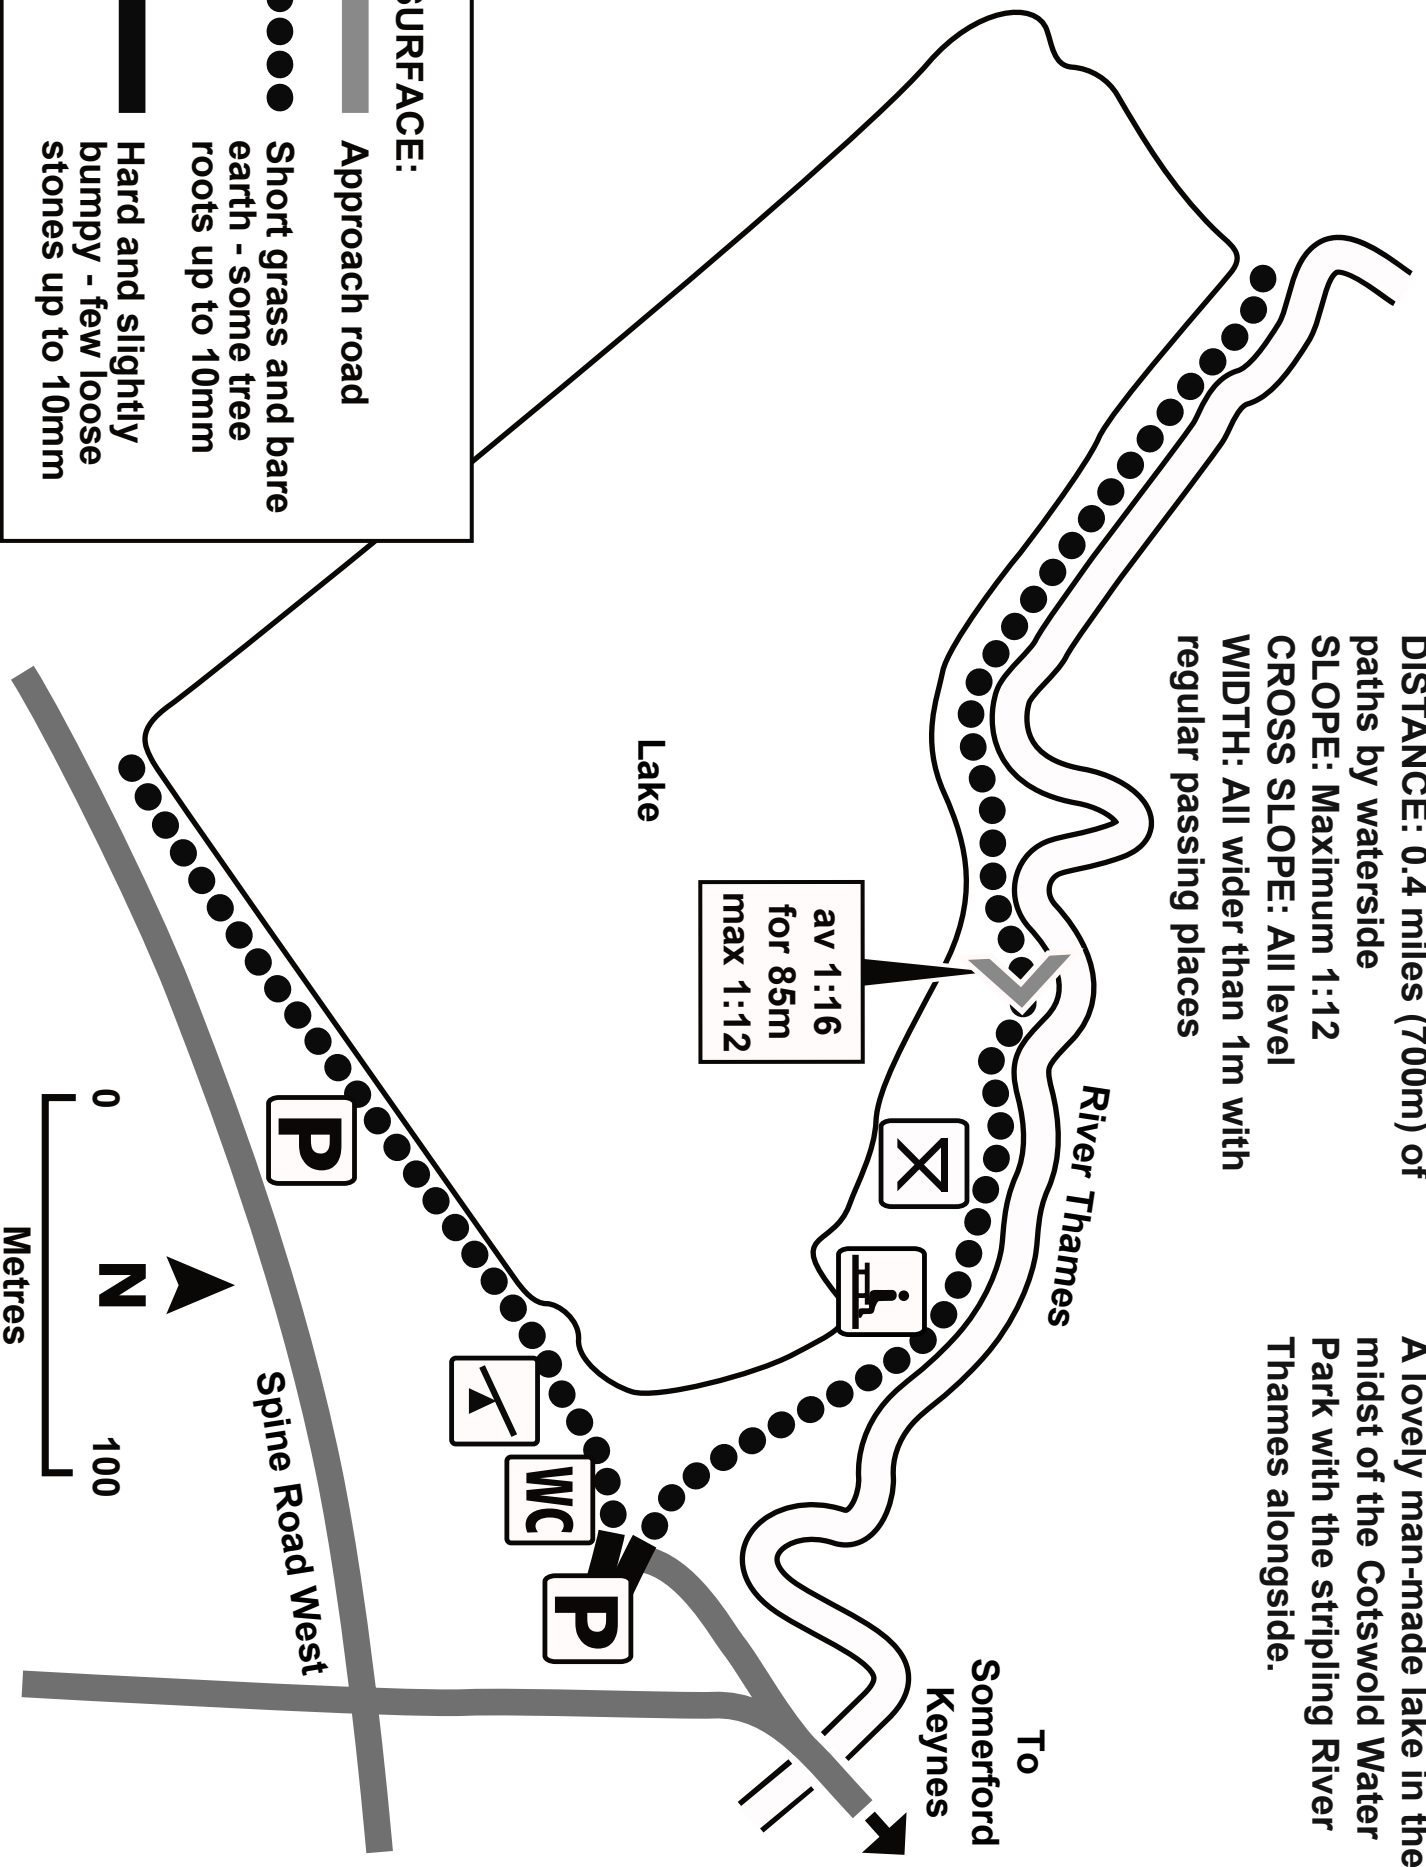 DISTANCE: 0.4 miles (700m) of
paths by waterside
SLOPE: Maximum 1:12
CROSS SLOPE: All level
WIDTH: All wider than 1m with
regular passing places
A lovely man-made lake in the
midst of the Cotswold Water
Park with the stripling River
Thames alongside.
River Thames
To
Somerford
Keynes
av 1:16
for 85m
max 1:12
Lake
P
WC
P
Spine Road West
N
0
100
Metres
SURFACE:
Approach road
Short grass and bare
earth - some tree
roots up to 10mm
Hard and slightly
bumpy - few loose
stones up to 10mm